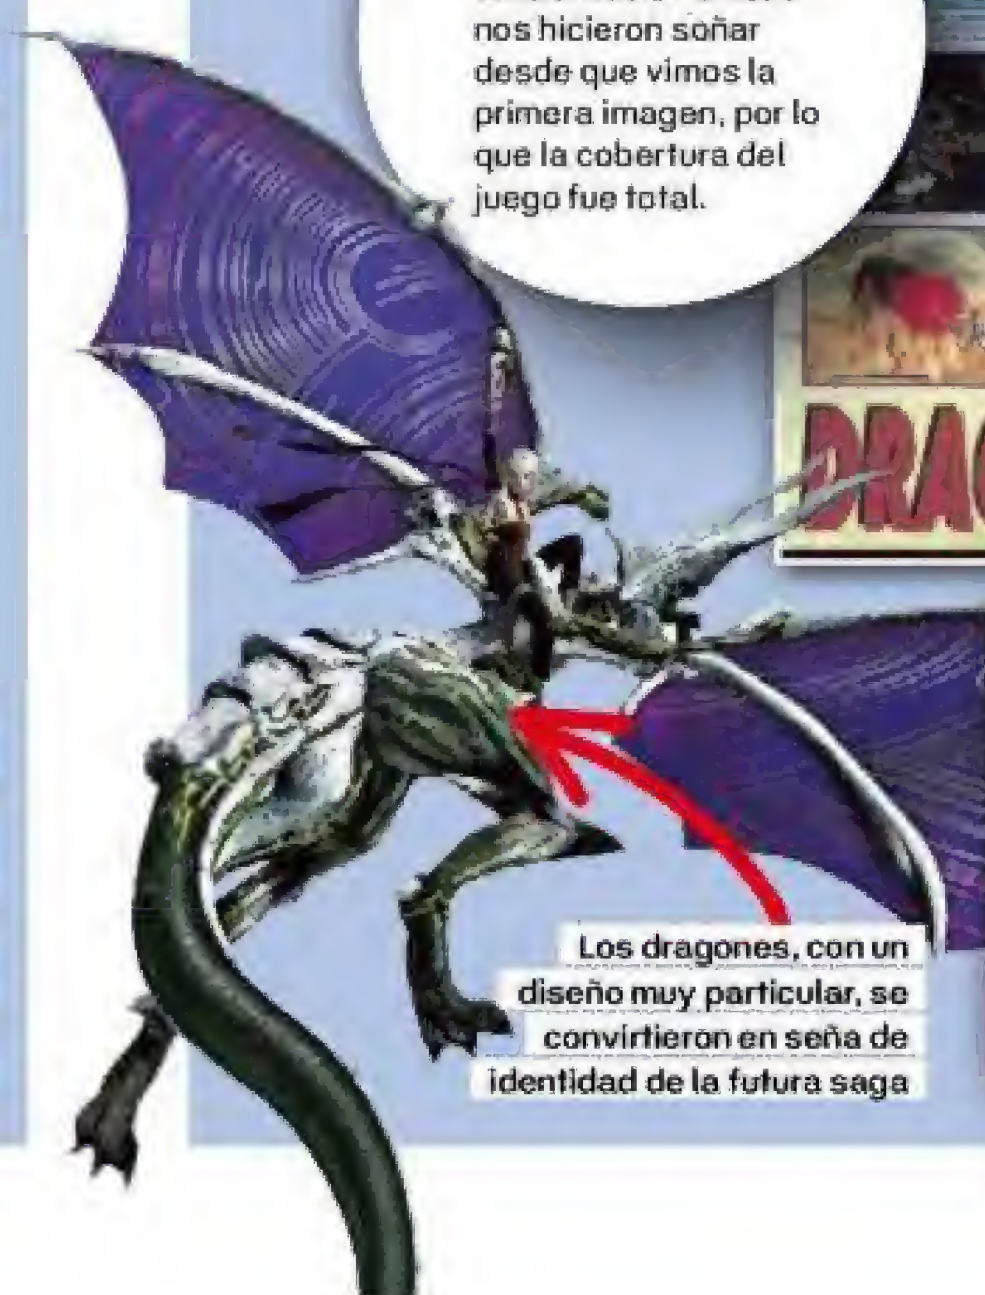 nos hicieron soñar
desde que vimos la
primera imagen, por lo
que la cobertura del
juego fue total.
DRAG
Los dragones, con un
diseño muy particular, se
convirtieron en seña de
identidad de la futura saga